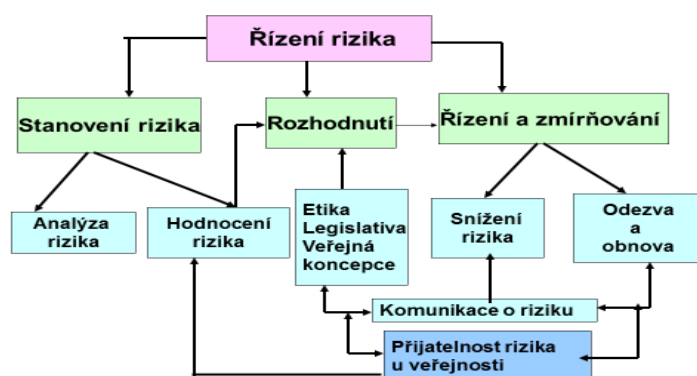 Řízení rizika
Stanovení rizika
Rozhodnutí
Řízení a zmírňování
Analýza
rizika
Hodnocení
rizika
Etika
Legislativa
Veřejná
koncepce
Snížení
rizika
Odezva
a
obnova
Komunikace o riziku
Přijatelnost rizika
u veřejnosti